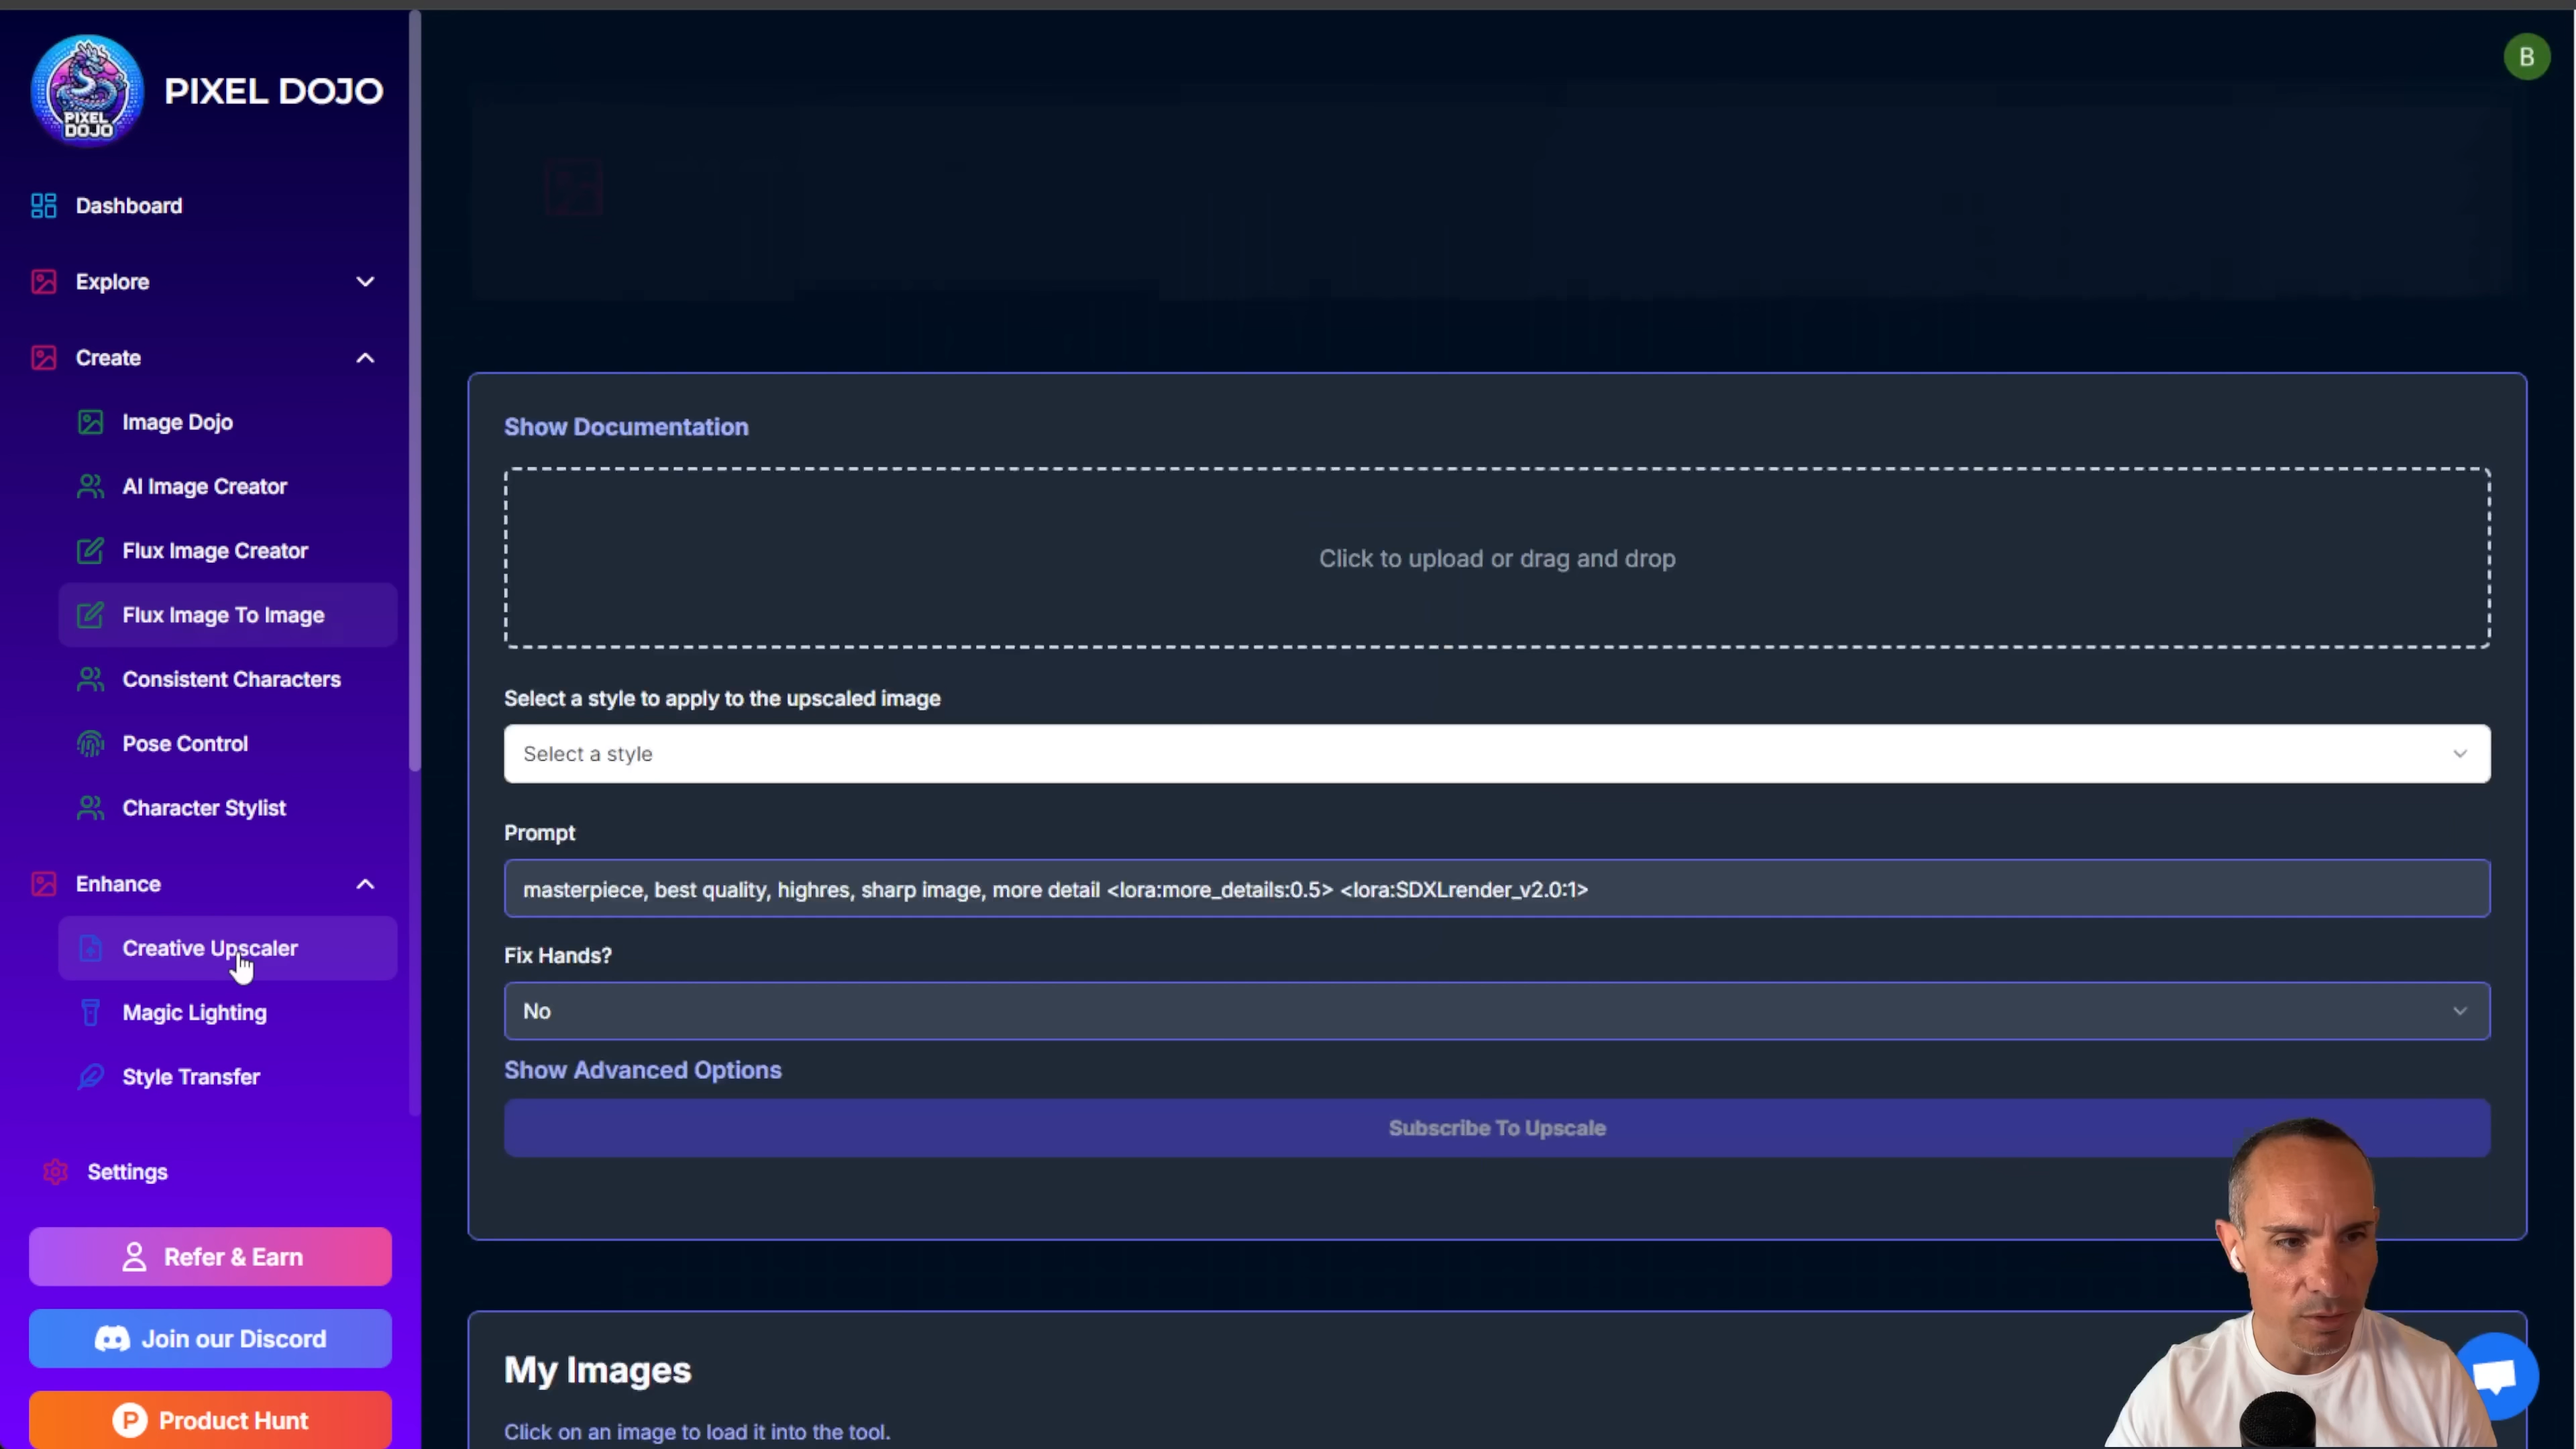 PIXEL DOJO
PIXEL
DOJO
Dashboard
Explore
Create
Image Dojo
AI Image Creator
Flux Image Creator
Flux Image To Image
Consistent Characters
Pose Control
Character Stylist
Enhance
Creative Upscaler
Magic Lighting
Style Transfer
Settings
Refer & Earn
Join our Discord
P Product Hunt
B
Show Documentation
Click to upload or drag and drop
Select a style to apply to the upscaled image
Select a style
Prompt
masterpiece, best quality, highres, sharp image, more detail <lora:more_details:0.5> <lora:SDXLrender_v2.0:1>
Fix Hands?
No
Show Advanced Options
Subscribe To Upscale
My Images
Click on an image to load it into the tool.